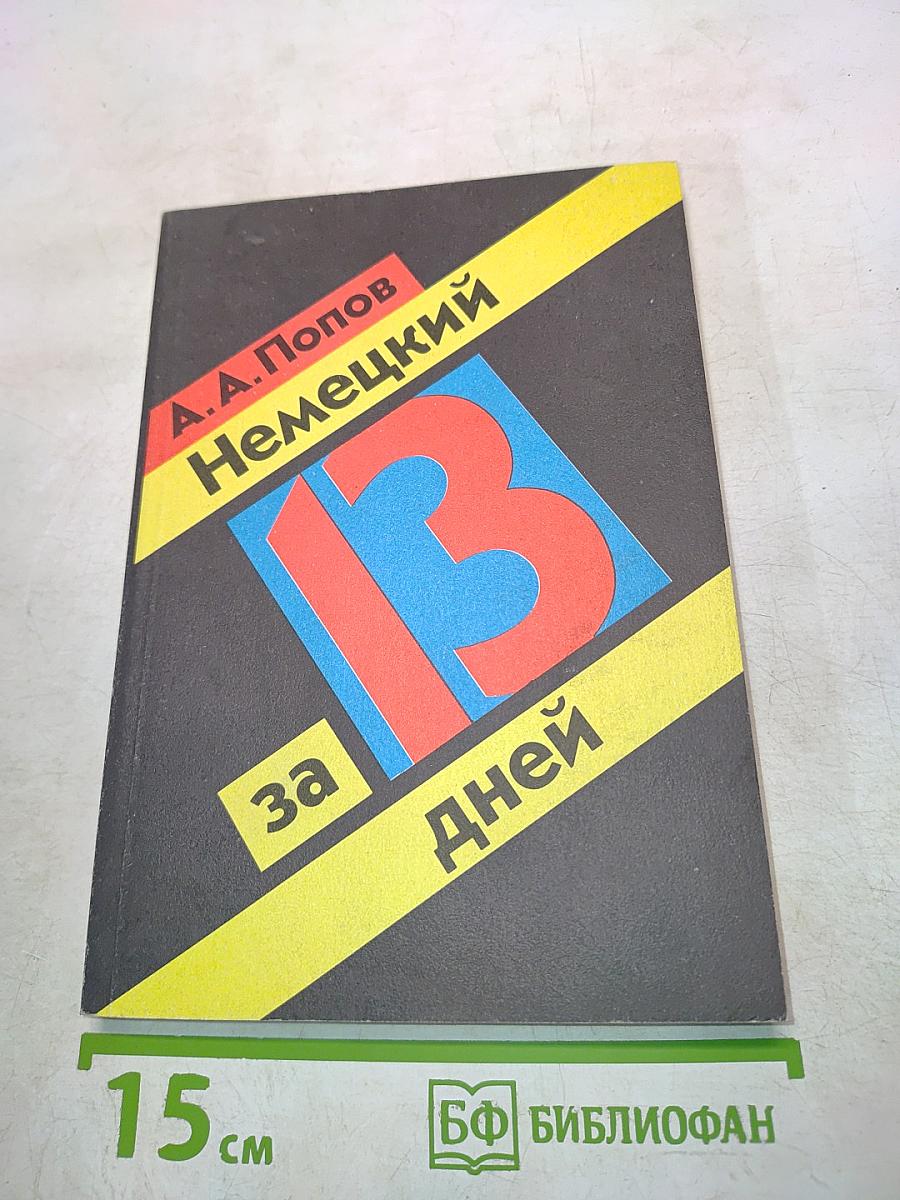 А.А.Попов
Немецкий
за
13
дней
15 см
БФ БИБЛИОФАН